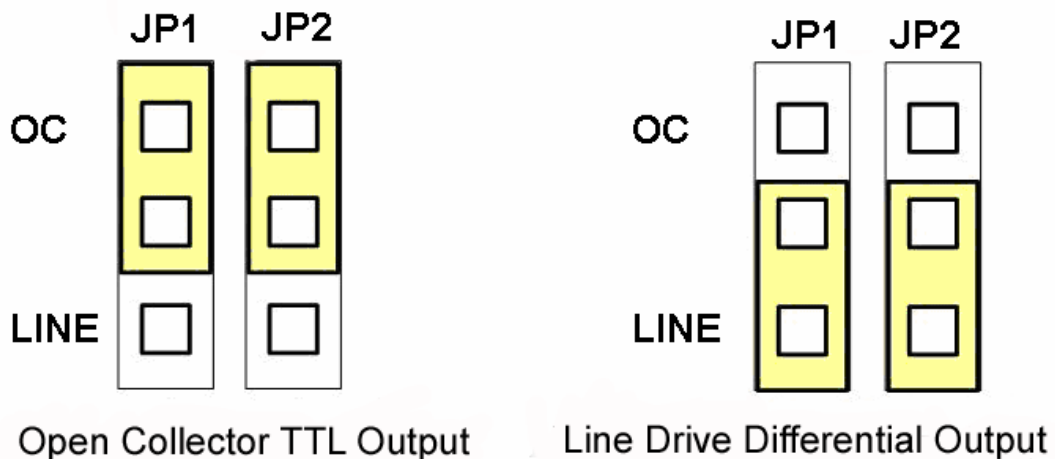 JP1 JP2
OC
LINE
Open Collector TTL Output
JP1 JP2
OC
LINE
Line Drive Differential Output